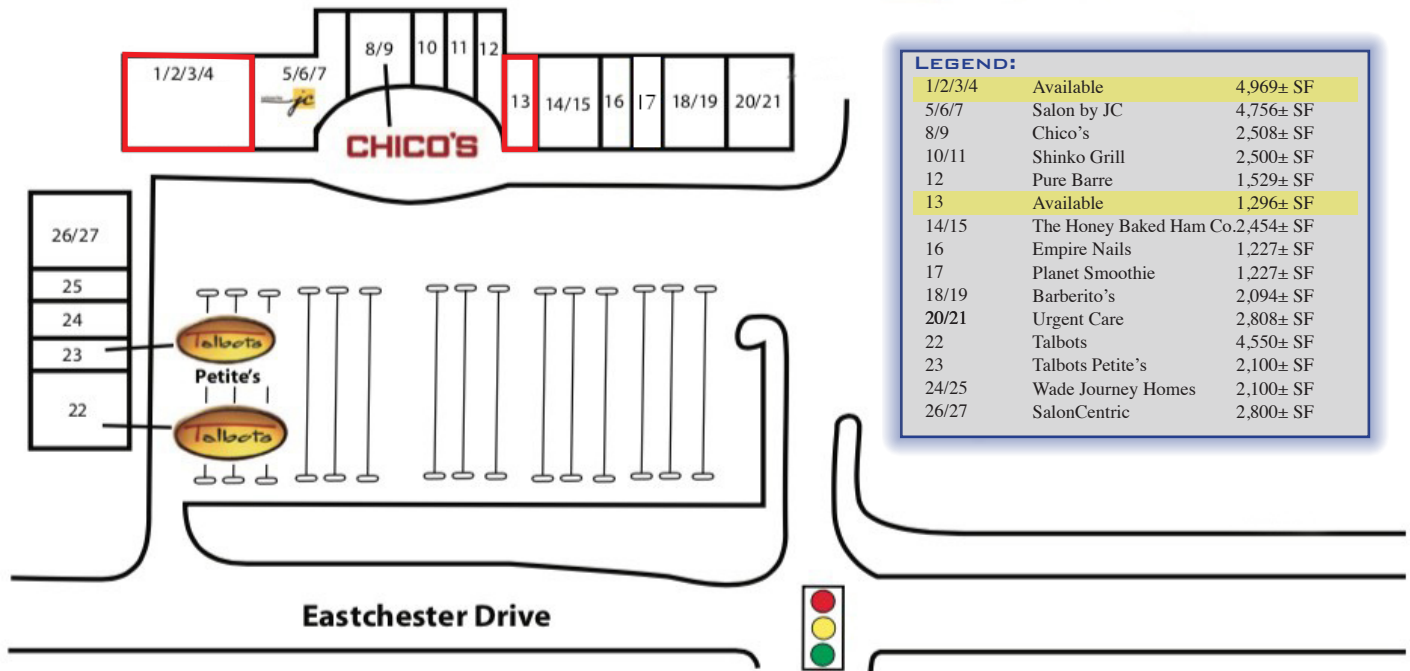 1/2/3/4
5/6/7
jc
8/9
10
11
12
13
14/15
16
17
18/19
20/21
CHICO'S
LEGEND:
1/2/3/4 Available 4,969± SF
5/6/7 Salon by JC 4,756± SF
8/9 Chico's 2,508± SF
10/11 Shinko Grill 2,500± SF
12 Pure Barre 1,529± SF
13 Available 1,296± SF
14/15 The Honey Baked Ham Co. 2,454± SF
16 Empire Nails 1,227± SF
17 Planet Smoothie 1,227± SF
18/19 Barberito's 2,094± SF
20/21 Urgent Care 2,808± SF
22 Talbots 4,550± SF
23 Talbots Petite's 2,100± SF
24/25 Wade Journey Homes 2,100± SF
26/27 SalonCentric 2,800± SF
26/27
25
24
23
22
Talbots
Petite's
Talbots
Eastchester Drive